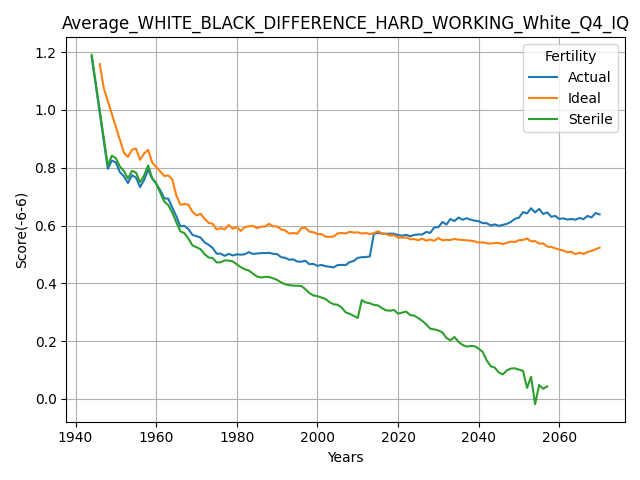 Average_WHITE_BLACK_DIFFERENCE_HARD_WORKING_White_Q4_IQ
Fertility
Actual
Ideal
Sterile
Score(-6-6)
1.2
1.0
0.8
0.6
0.4
0.2
0.0
1940 1960 1980 2000 2020 2040 2060
Years